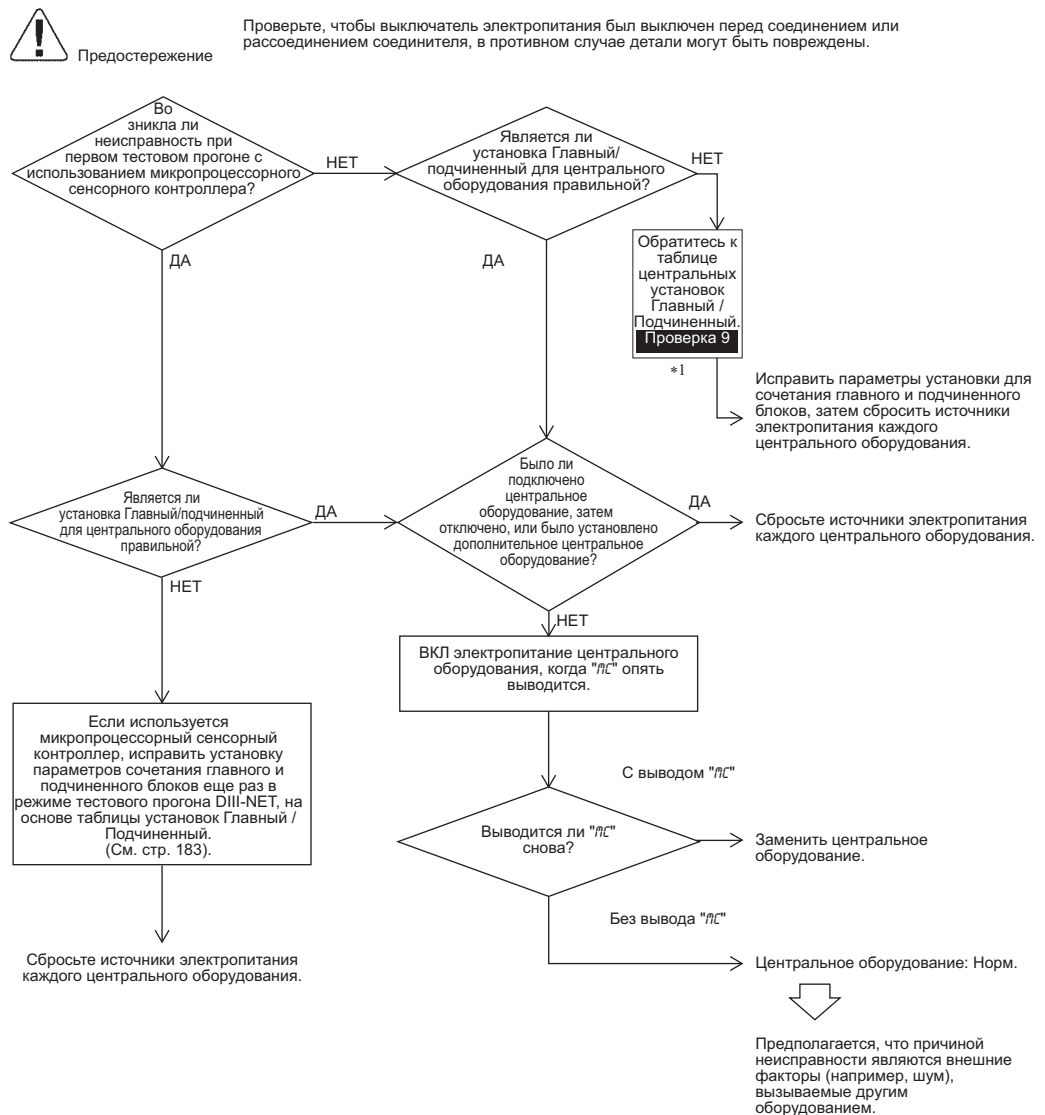 Предостережение
Проверьте, чтобы выключатель электропитания был выключен перед соединением или
рассоединением соединителя, в противном случае детали могут быть повреждены.
Во
зникла ли
неисправность при
первом тестовом прогоне с
использованием микропроцессорного
сенсорного контроллера?
НЕТ
ДА
Является ли
установка Главный/
подчиненный для центрального
оборудования правильной?
НЕТ
ДА
Обратитесь к
таблице
центральных
установок
Главный /
Подчиненный.
Проверка 9
*1
Исправить параметры установки для
сочетания главного и подчиненного
блоков, затем сбросить источники
электропитания каждого
центрального оборудования.
Является ли
установка Главный/подчиненный
для центрального оборудования
правильной?
ДА
НЕТ
Было ли
подключено
центральное
оборудование, затем
отключено, или было установлено
дополнительное центральное
оборудование?
ДА
Сбросьте источники электропитания
каждого центрального оборудования.
НЕТ
ВКЛ электропитание центрального
оборудования, когда "MC" опять
выводится.
Если используется
микропроцессорный сенсорный
контроллер, исправить установку
параметров сочетания главного и
подчиненного блоков еще раз в
режиме тестового прогона DIII-NET, на
основе таблицы установок Главный /
Подчиненный.
(См. стр. 183).
Сбросьте источники электропитания
каждого центрального оборудования.
С выводом "MC"
Выводится ли "MC"
снова?
Заменить центральное
оборудование.
Без вывода "MC"
Центральное оборудование: Норм.
Предполагается, что причиной
неисправности являются внешние
факторы (например, шум),
вызываемые другим
оборудованием.